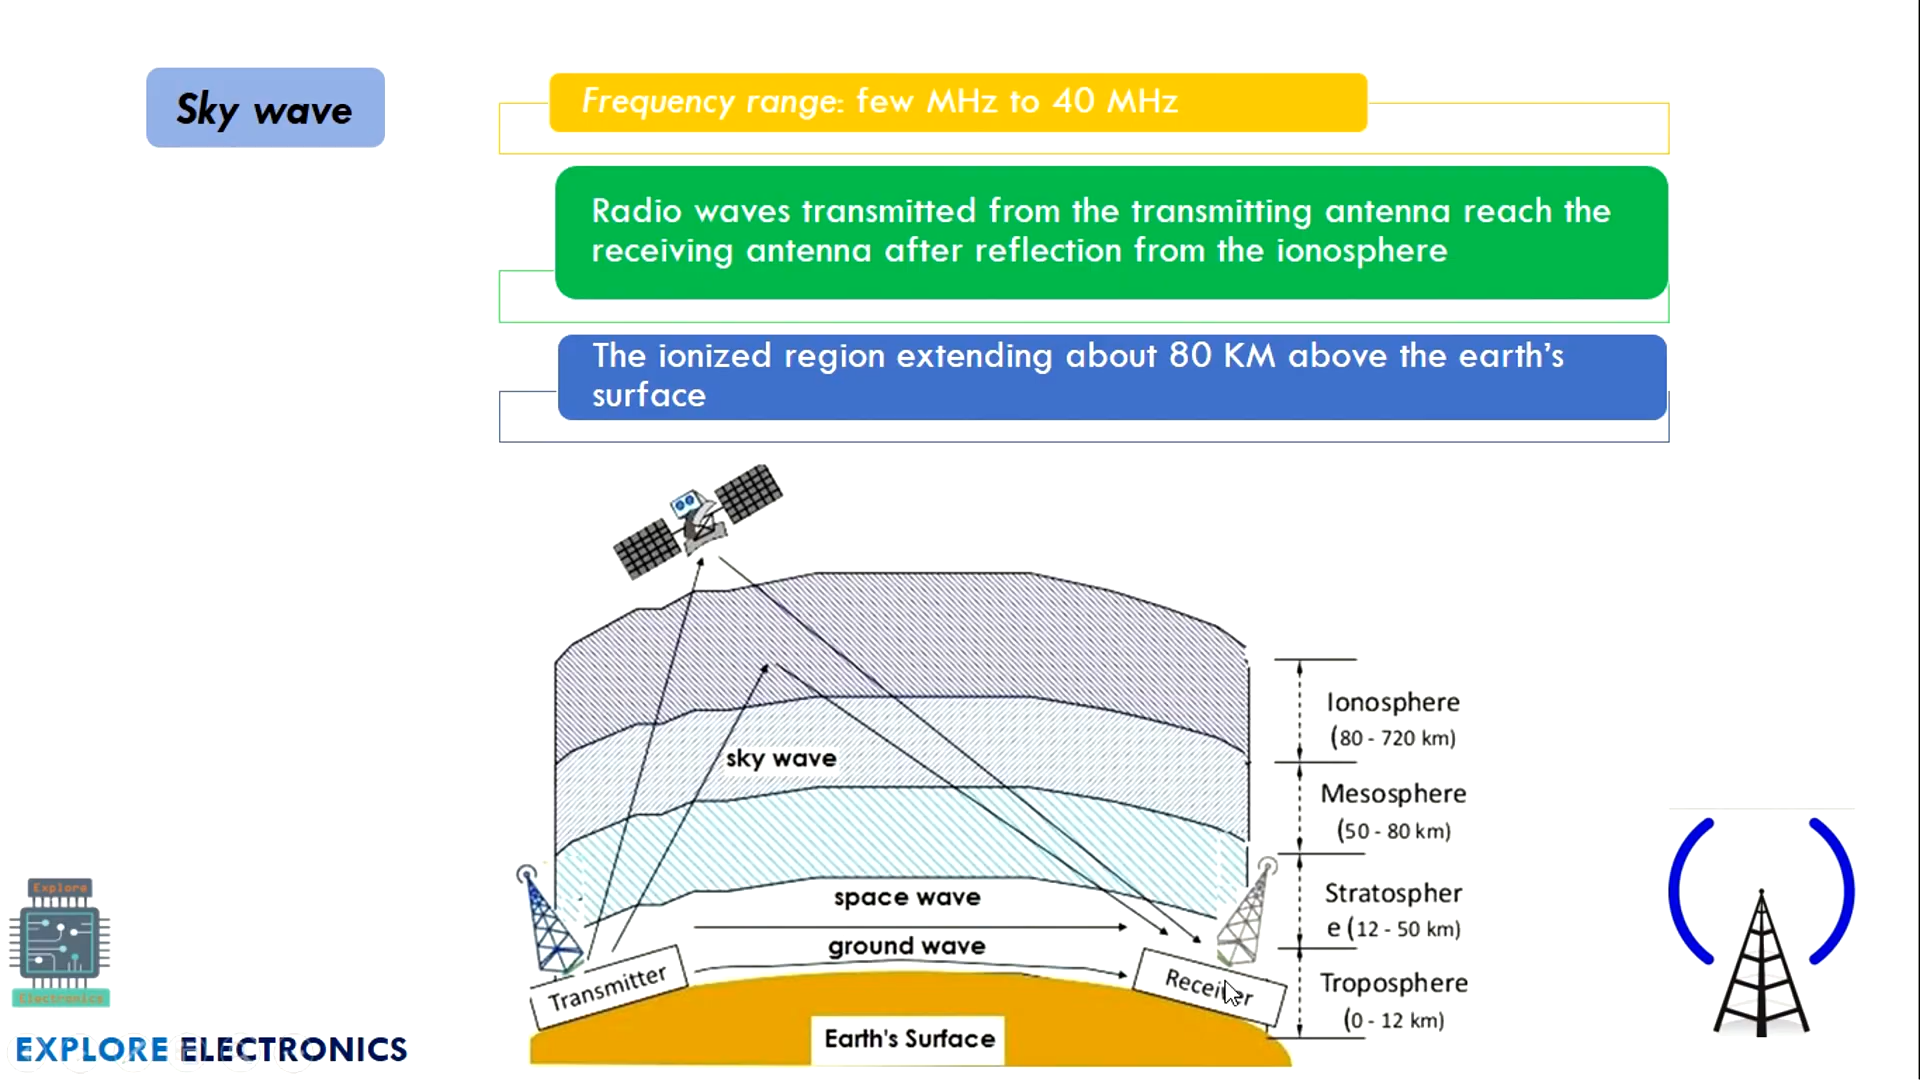 Sky wave
Frequency range: few MHz to 40 MHz
Radio waves transmitted from the transmitting antenna reach the
receiving antenna after reflection from the ionosphere
The ionized region extending about 80 KM above the earth's
surface
Ionosphere
(80 - 720 km)
sky wave
Mesosphere
(50 - 80 km)
Stratospher
e (12 - 50 km)
space wave
ground wave
Transmitter
Receiver
Troposphere
(0 - 12 km)
Earth's Surface
Explore
Electronics
EXPLORE ELECTRONICS